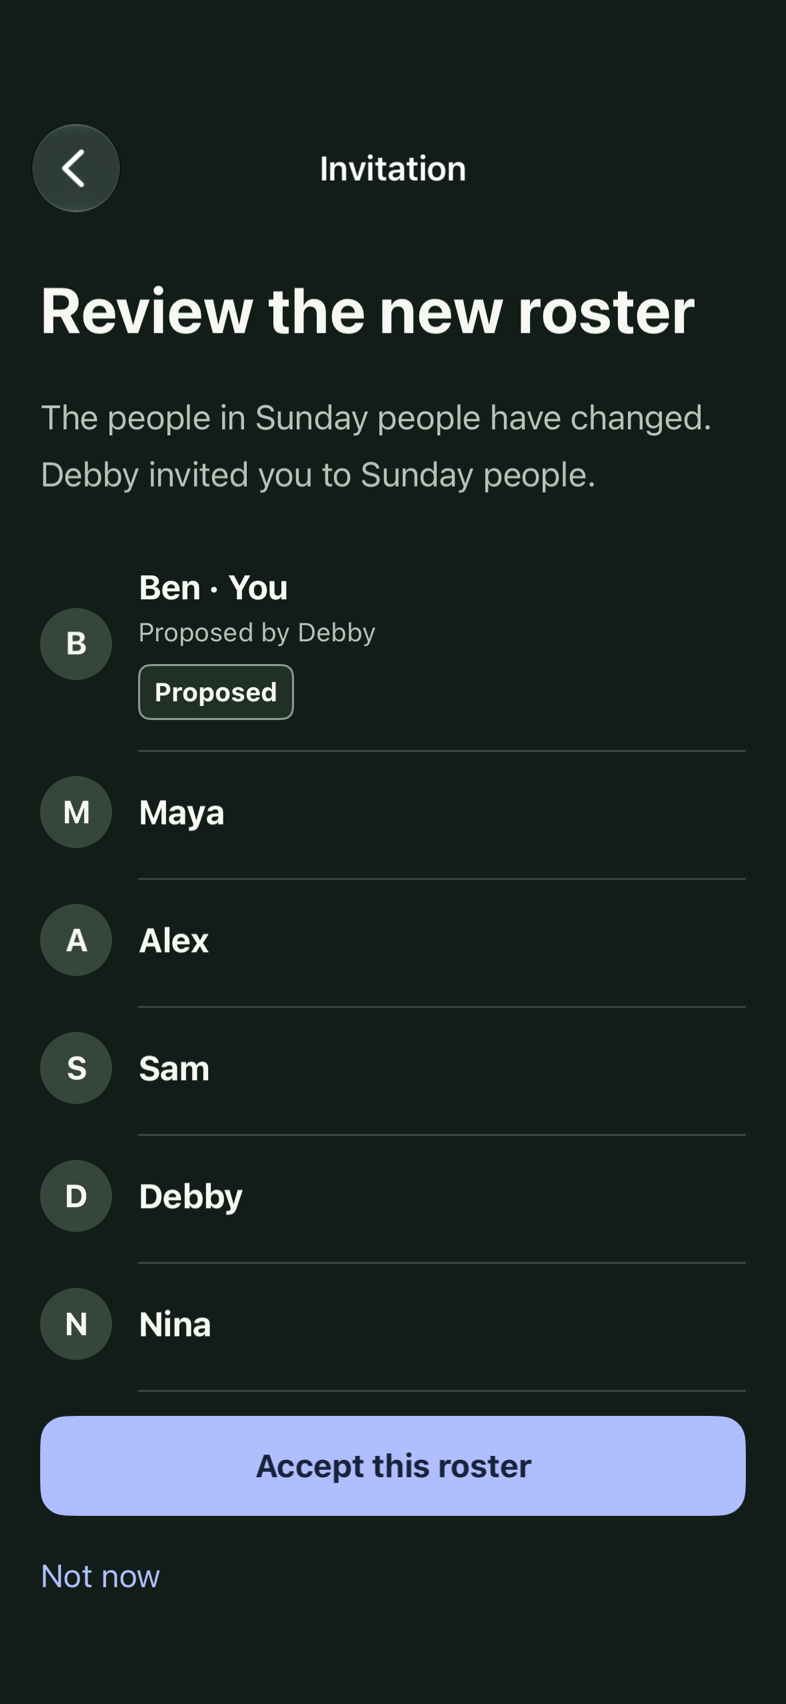 Invitation
Review the new roster
The people in Sunday people have changed.
Debby invited you to Sunday people.
Ben · You
B
Proposed by Debby
Proposed
M
Maya
A
Alex
S
Sam
D
Debby
N
Nina
Accept this roster
Not now